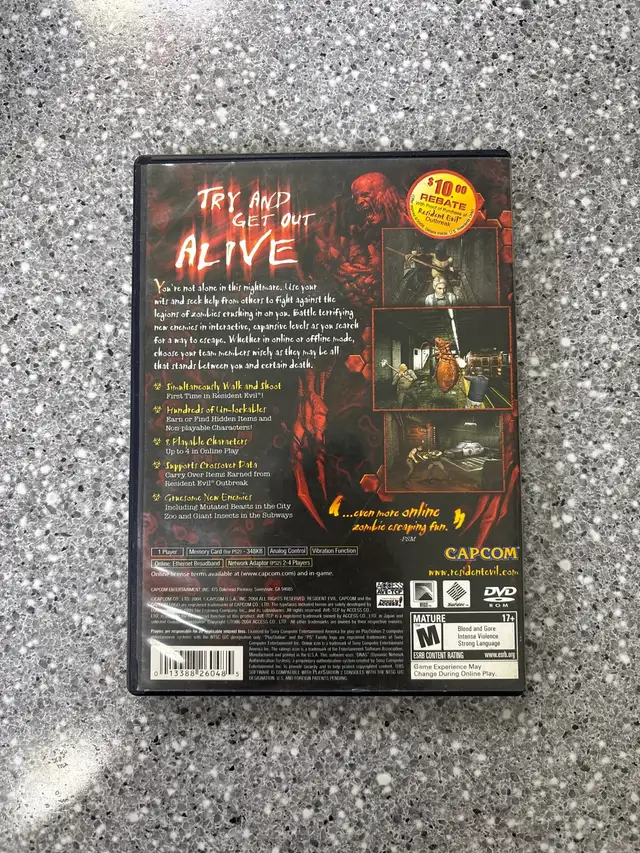 TRY AND
GET OUT
ALIVE
$10.00
REBATE
With Proof of Purchase of
Resident Evil®
Outbreak
You're not alone in this nightmare. Use your
wits and seek help from others to fight against the
legions of zombies crushing in on you. Battle terrifying
new enemies in interactive, expansive levels as you search
for a way to escape. Whether in online or offline mode,
choose your team members wisely as they may be all
that stands between you and certain death.
Simultaneously Walk and Shoot
First Time in Resident Evil®!
Hundreds of Un-lockables
Earn or Find Hidden Items and
Non-playable Characters!
8 Playable Characters
Up to 4 in Online Play
Supports Crossover Data
Carry Over Items Earned from
Resident Evil® Outbreak
Gruesome New Enemies
Including Mutated Beasts in the City
Zoo and Giant Insects in the Subways
"...even more online
zombie escaping fun."
-PSM
CAPCOM
www.residentevil.com
1 Player
Memory Card (for PS2) - 348KB
Analog Control
Vibration Function
Online: Ethernet Broadband
Network Adaptor (PS2) 2-4 Players
Online license terms available at (www.capcom.com) and in-game.
DVD
ROM
MATURE 17+
M
Blood and Gore
Intense Violence
Strong Language
ESRB CONTENT RATING www.esrb.org
Game Experience May
Change During Online Play.
0 13388 26048 5